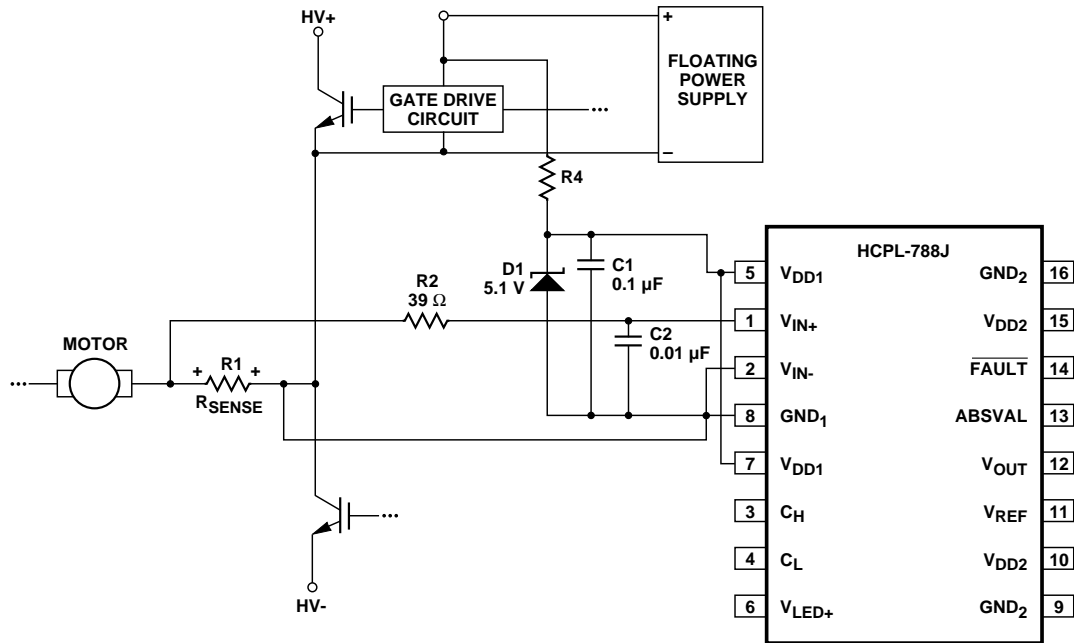 HV+
+
FLOATING
POWER
SUPPLY
GATE DRIVE
CIRCUIT
...
–
R4
HCPL-788J
D1
5.1 V
C1
0.1 µF
R2
39 Ω
C2
0.01 µF
MOTOR
...
+ R1 +
RSENSE
5 VDD1
1 VIN+
2 VIN-
8 GND1
7 VDD1
3 CH
4 CL
6 VLED+
GND2 16
VDD2 15
FAULT 14
ABSVAL 13
VOUT 12
VREF 11
VDD2 10
GND2 9
...
HV-